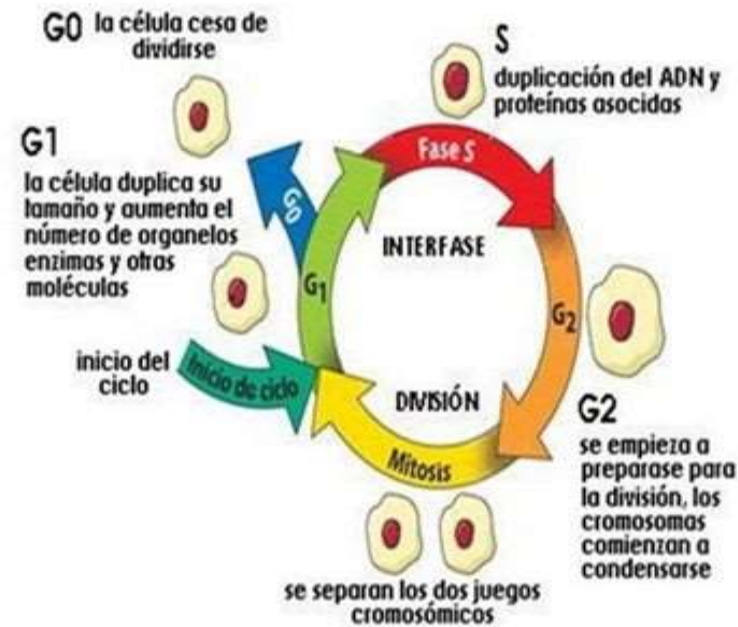 G0 la célula cesa de
dividirse
S
duplicación del ADN y
proteínas asocidas
G1
la célula duplica su
tamaño y aumenta el
número de organelos
enzimas y otras
moléculas
Fase S
G0
INTERFASE
G1
G2
inicio del
ciclo
Inicio de ciclo
DIVISIÓN
Mitosis
G2
se empieza a
preparase para
la división, los
cromosomas
comienzan a
condensarse
se separan los dos juegos
cromosómicos